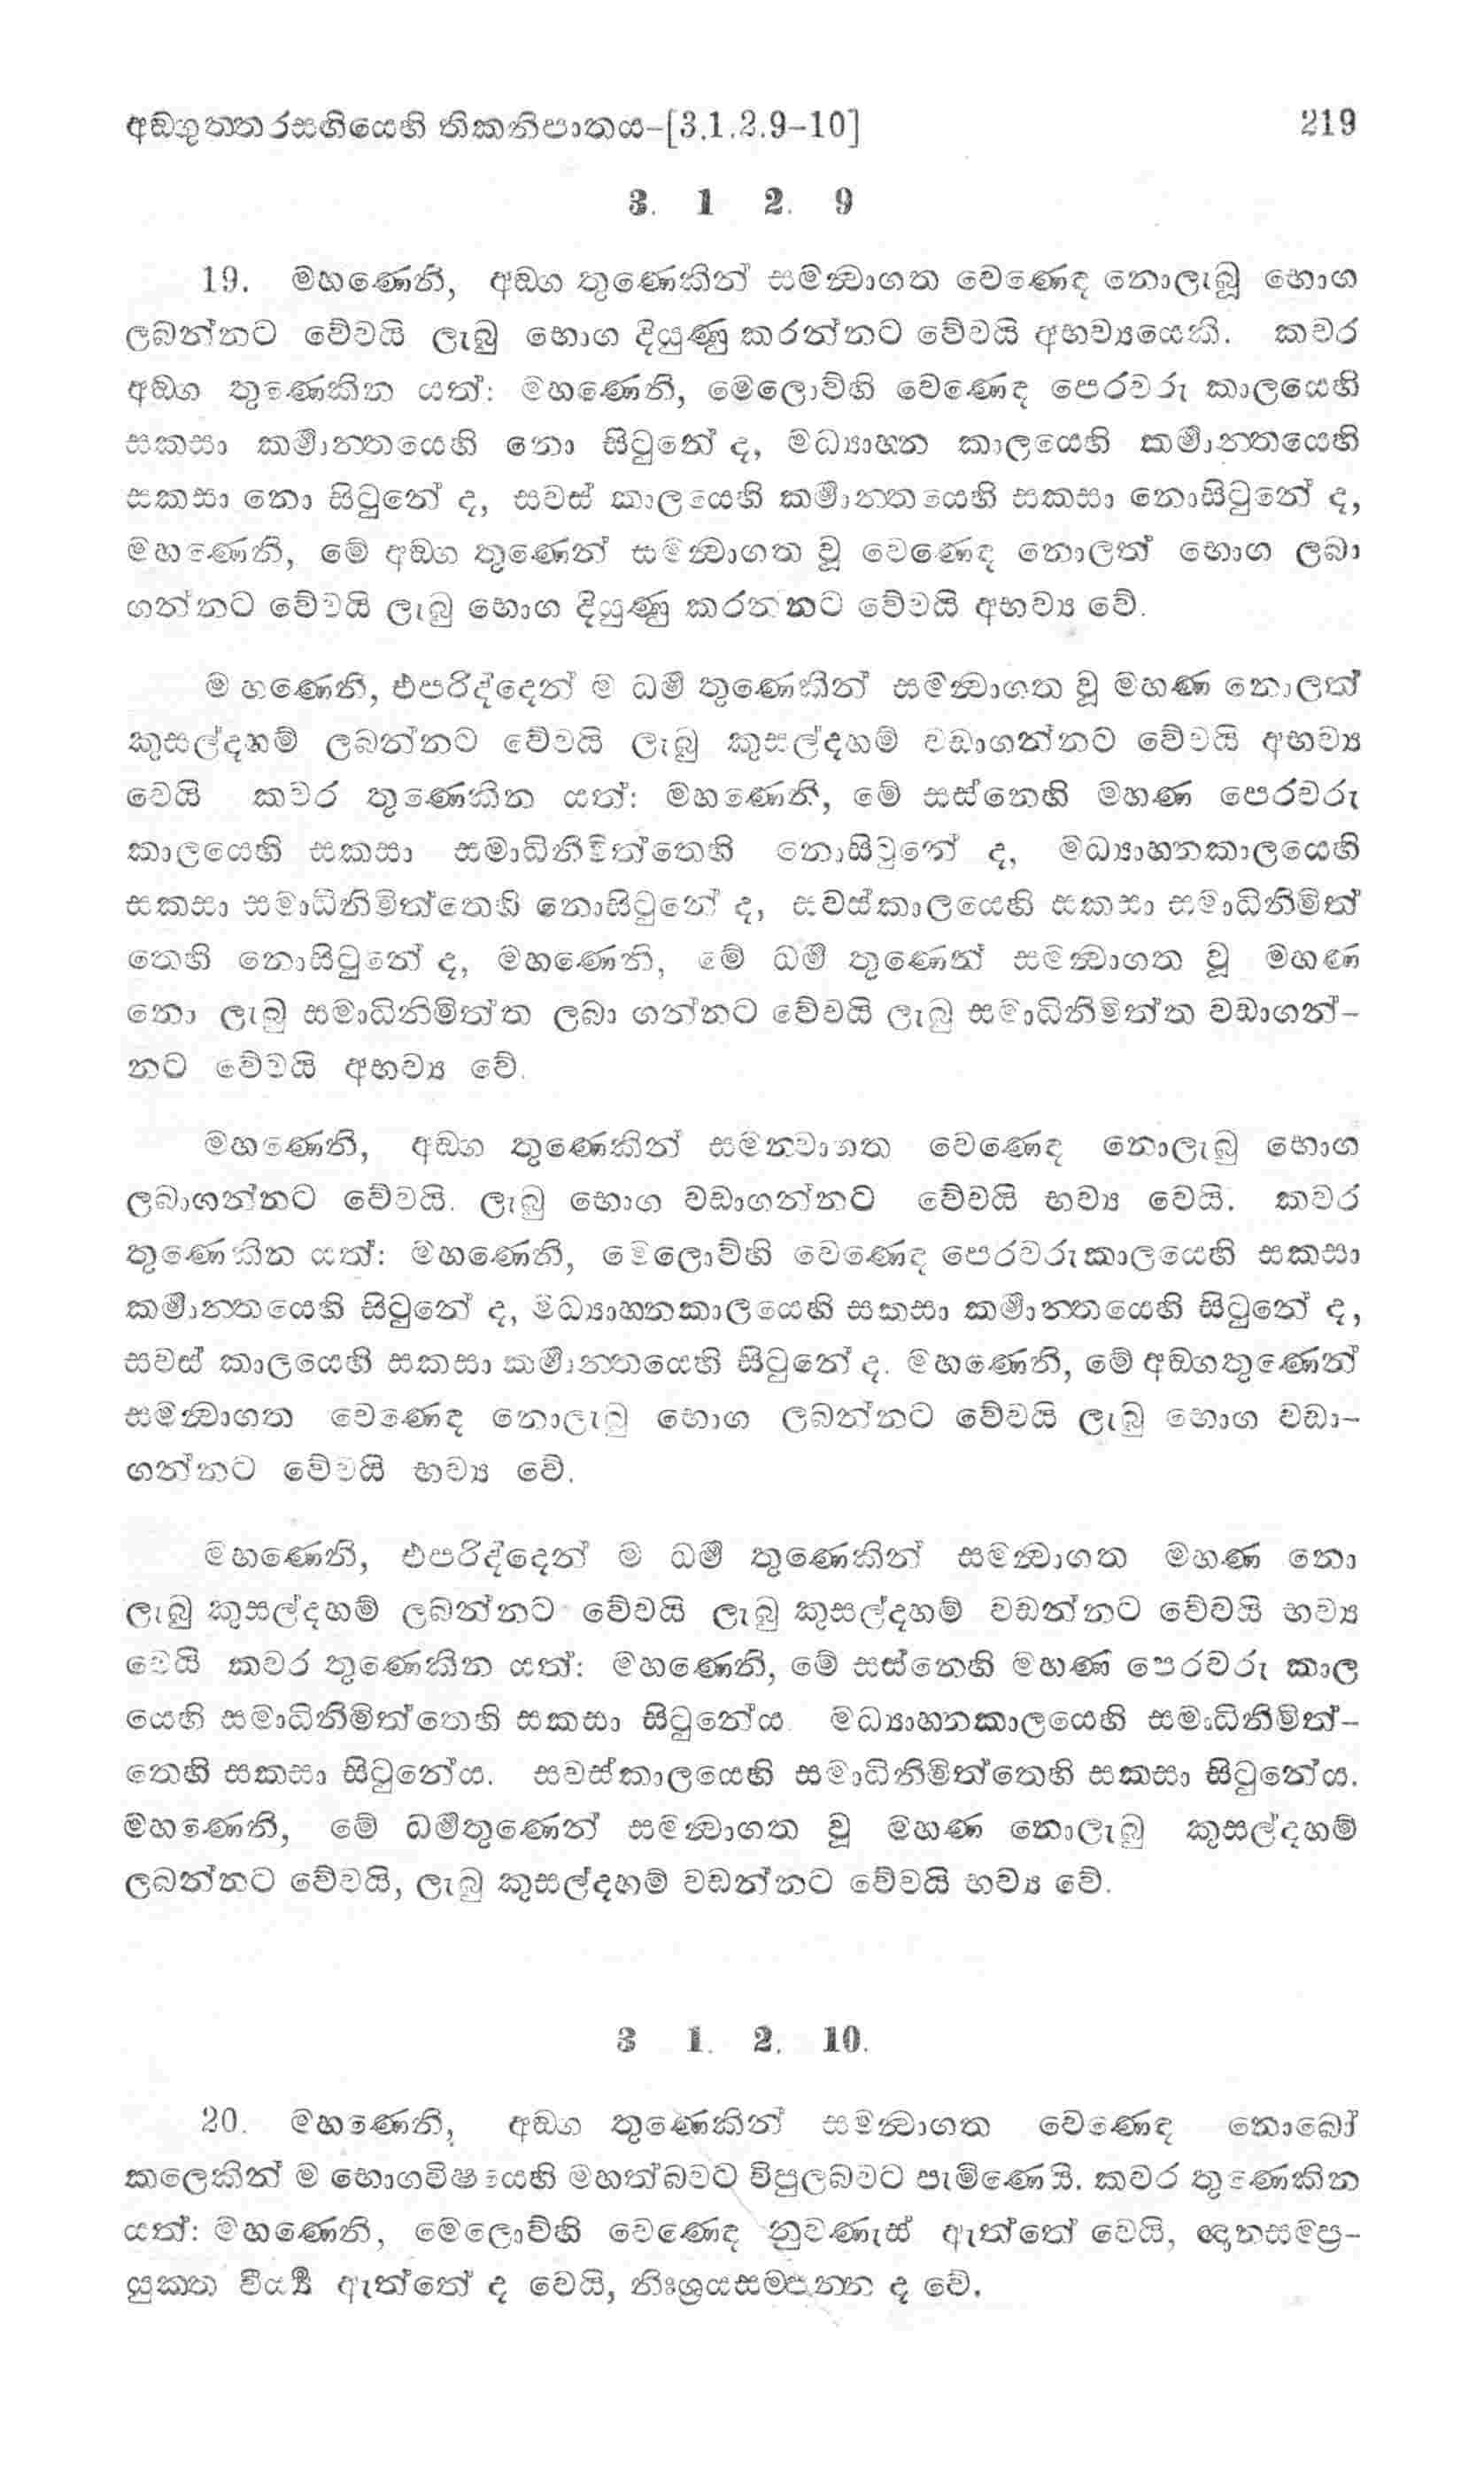 අඞ්ගුත්තරසඟියෙහි තිකනිපාතය–[3.1.2.9–10] 219
3. 1 2. 9
19. මහණෙනි, අඞ්ග තුණෙකින් සමන්‍වාගත වෙණෙඳ නොලැබූ භොග
ලබන්නට වේවයි ලැබු භොග දියුණු කරන්නට වේවයි අභව්‍යයෙකි. කවර
අඞ්ග තුණෙකින යත්: මහණෙනි, මෙලොව්හි වෙණෙඳ පෙරවරු කාලයෙහි
සකසා කර්‍මාන්තයෙහි නො සිටුනේ ද, මධ්‍යාහන කාලයෙහි කර්‍මාන්තයෙහි
සකසා නො සිටුනේ ද, සවස් කාලයෙහි කර්‍මාන්තයෙහි සකසා නොසිටුනේ ද,
මහණෙනි, මේ අඞ්ග තුණෙන් සමන්‍වාගත වූ වෙණෙඳ නොලත් භොග ලබා
ගන්නට වේවයි ලැබු භොග දියුණු කරන්නට වේවයි අභව්‍ය වේ.
මහණෙනි, එපරිද්දෙන් ම ධර්‍ම තුණෙකින් සමන්‍වාගත වූ මහණ නොලත්
කුසල්දහම් ලබන්නට වේවයි ලැබු කුසල්දහම් වඩාගන්නට වේවයි අභව්‍ය
වෙයි කවර තුණෙකින යත්: මහණෙනි, මේ සස්නෙහි මහණ පෙරවරු
කාලයෙහි සකසා සමාධිනිමිත්තෙහි නොසිටුනේ ද, මධ්‍යාහනකාලයෙහි
සකසා සමාධිනිමිත්තෙහි නොසිටුනේ ද, සවස්කාලයෙහි සකසා සමාධිනිමිත්
තෙහි නොසිටුනේ ද, මහණෙනි, මේ ධර්‍ම තුණෙන් සමන්‍වාගත වූ මහණ
නො ලැබු සමාධිනිමිත්ත ලබා ගන්නට වේවයි ලැබු සමාධිනිමිත්ත වඩාගන්–
නට වේවයි අභව්‍ය වේ.
මහණෙනි, අඞ්ග තුණෙකින් සමනවාගත වෙණෙඳ නොලැබු භොග
ලබාගන්නට වේවයි. ලැබු භොග වඩාගන්නට වේවයි භව්‍ය වෙයි. කවර
තුණෙකින යත්: මහණෙනි, මෙලොව්හි වෙණෙඳ පෙරවරුකාලයෙහි සකසා
කර්‍මාන්තයෙහි සිටුනේ ද, මධ්‍යාහනකාලයෙහි සකසා කර්‍මාන්තයෙහි සිටුනේ ද,
සවස් කාලයෙහි සකසා කර්‍මාන්තයෙහි සිටුනේ ද. මහණෙනි, මේ අඞ්ගතුණෙන්
සමන්‍වාගත වෙණෙඳ නොලැබු භොග ලබන්නට වේවයි ලැබු භොග වඩා–
ගන්නට වේවයි භව්‍ය වේ.
මහණෙනි, එපරිද්දෙන් ම ධර්‍ම තුණෙකින් සමන්‍වාගත මහණ නො
ලැබු කුසල්දහම් ලබන්නට වේවයි ලැබු කුසල්දහම් වඩන්නට වේවයි භව්‍ය
වෙයි කවර තුණෙකින යත්: මහණෙනි, මේ සස්නෙහි මහණ පෙරවරු කාල
යෙහි සමාධිනිමිත්තෙහි සකසා සිටුනේය. මධ්‍යාහනකාලයෙහි සමාධිනිමිත්–
තෙහි සකසා සිටුනේය. සවස්කාලයෙහි සමාධිනිමිත්තෙහි සකසා සිටුනේය.
මහණෙනි, මේ ධර්‍මතුණෙන් සමන්‍වාගත වූ මහණ නොලැබු කුසල්දහම්
ලබන්නට වේවයි, ලැබු කුසල්දහම් වඩන්නට වේවයි භව්‍ය වේ.
3 1. 2. 10.
20. මහණෙනි, අඞ්ග තුණෙකින් සමන්‍වාගත වෙණෙඳ නොබෝ
කලෙකින් ම භොගවිෂයෙහි මහත්බවට විපුලබවට පැමිණෙයි. කවර තුණෙකින
යත්: මහණෙනි, මෙලොව්හි වෙණෙඳ නුවණැස් ඇත්තේ වෙයි, ඥානසම්ප්‍ර–
යුක්ත වීර්‍ය්‍ය ඇත්තේ ද වෙයි, නිඃශ්‍රයසම්පන්න ද වේ.